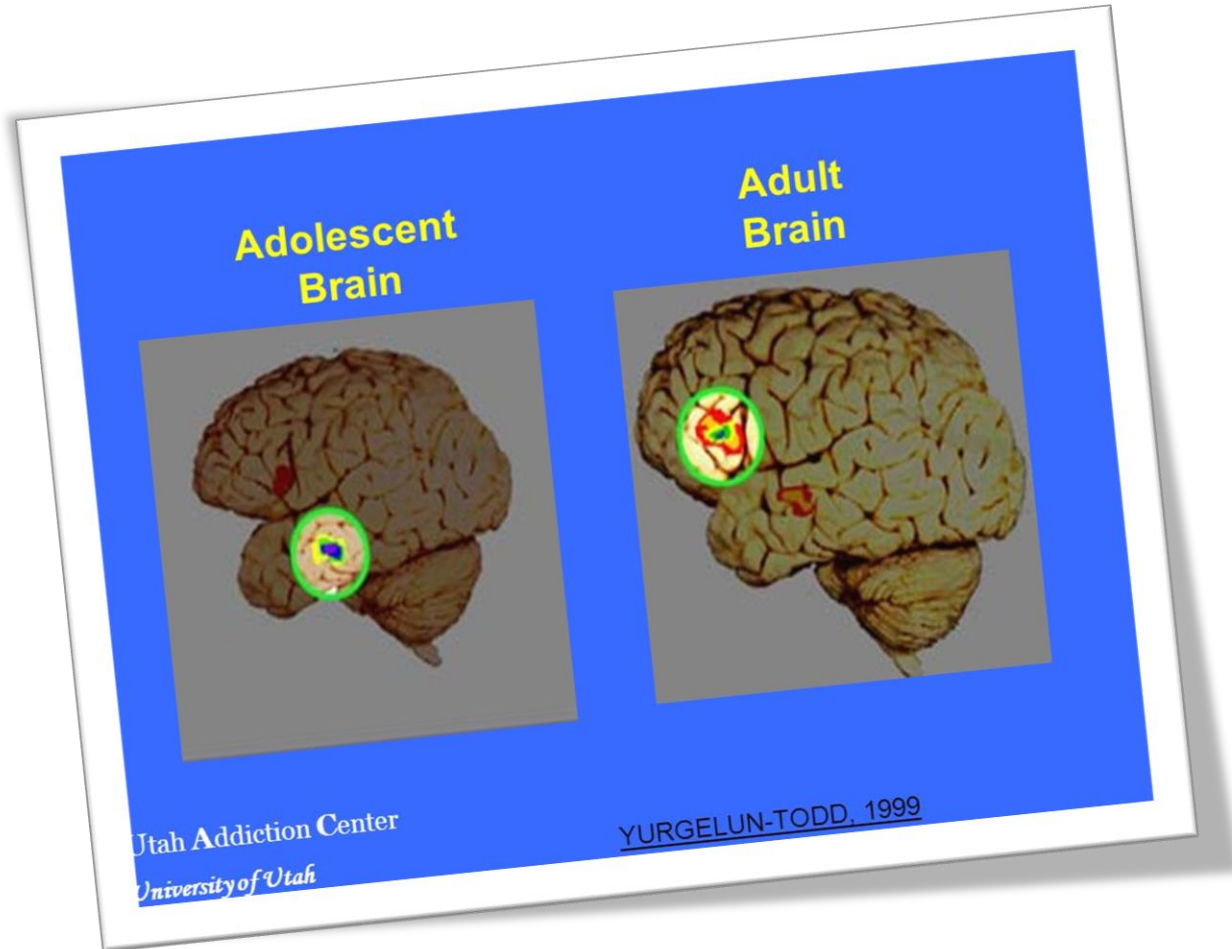 Adolescent
Brain
Adult
Brain
Utah Addiction Center
University of Utah
YURGELUN-TODD, 1999